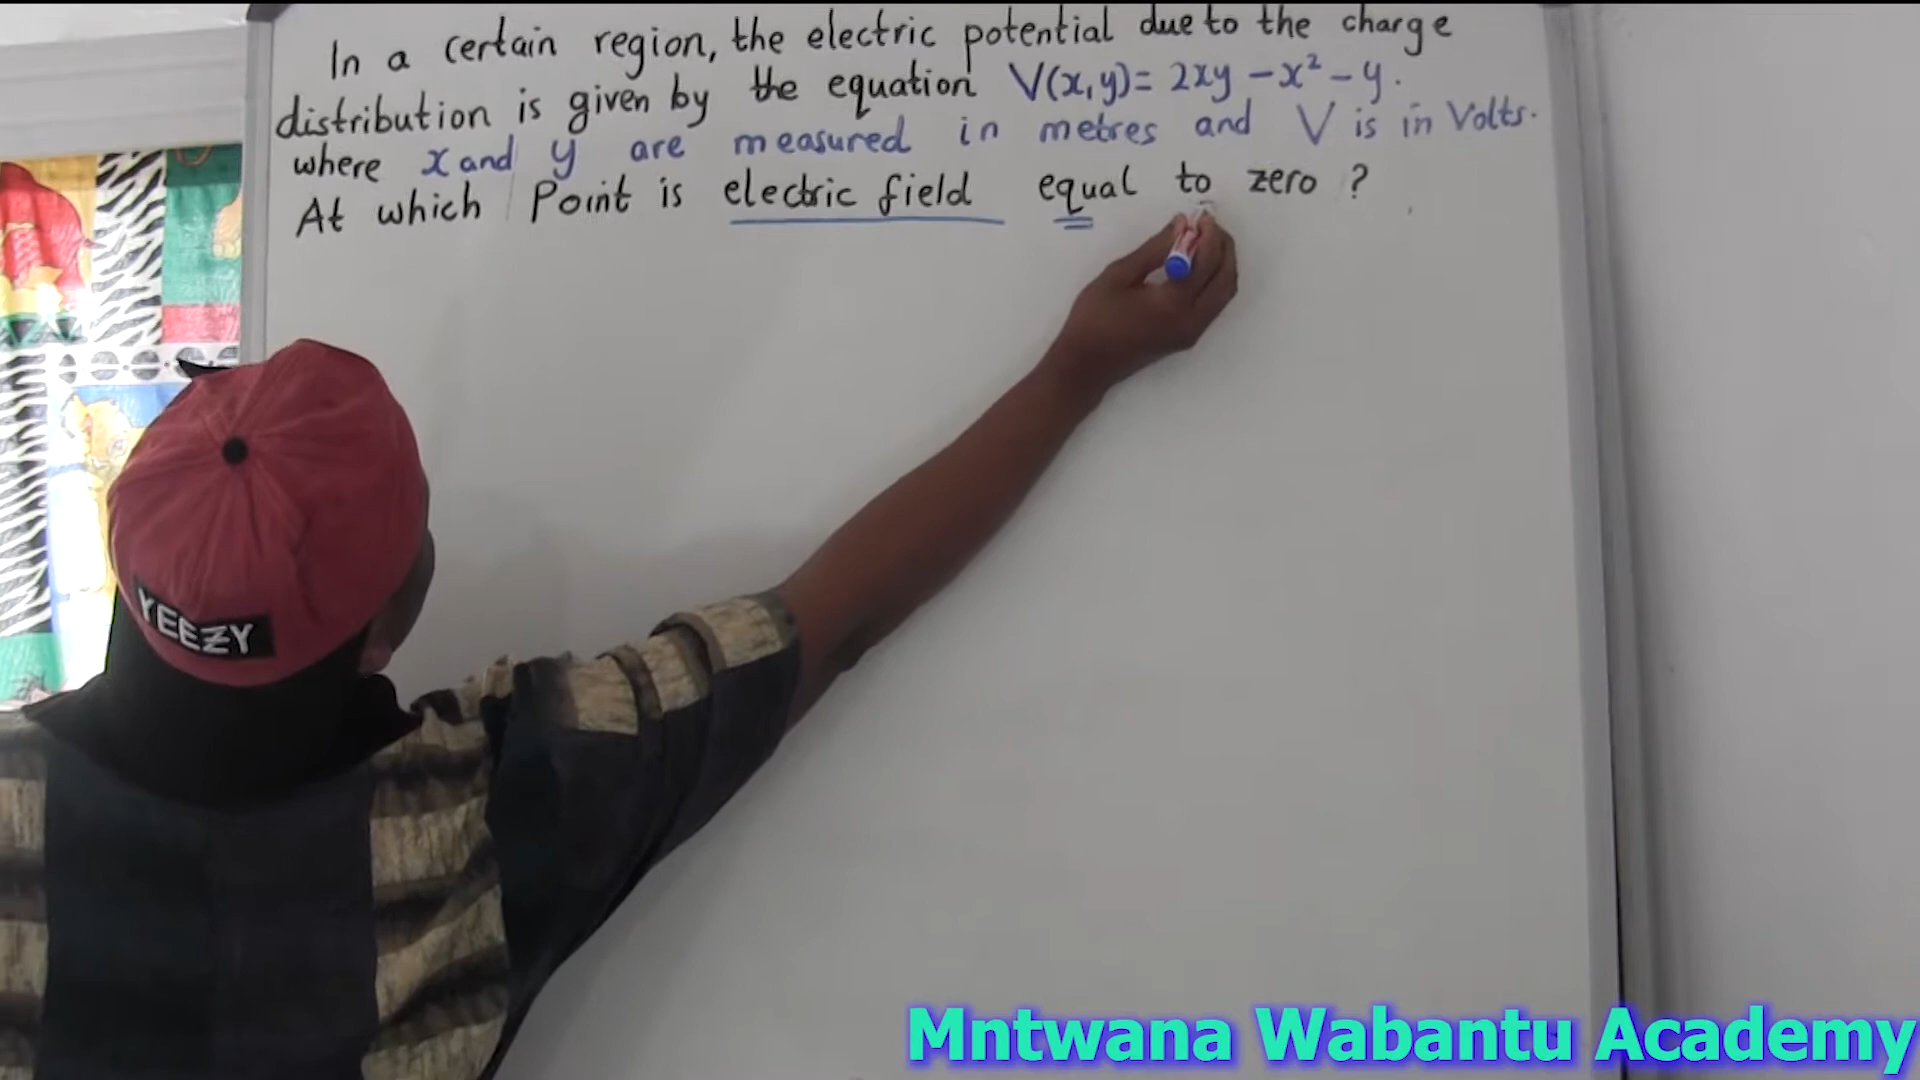 In a certain region, the electric potential due to the charge
distribution is given by the equation V(x,y)= 2xy -x² - y.
where x and y are measured in metres and V is in Volts.
At which Point is electric field equal to zero ?
YEEZY
Mntwana Wabantu Academy